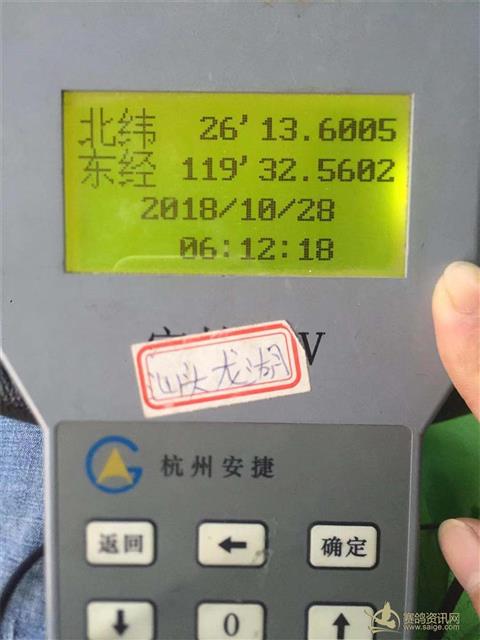 北纬 26'13.6005
东经 119'32.5602
2018/10/28
06:12:18
V
汕头龙湖
杭州安捷
返回 ← 确定
↓ 0 ↑
赛鸽资讯网
www.saige.com